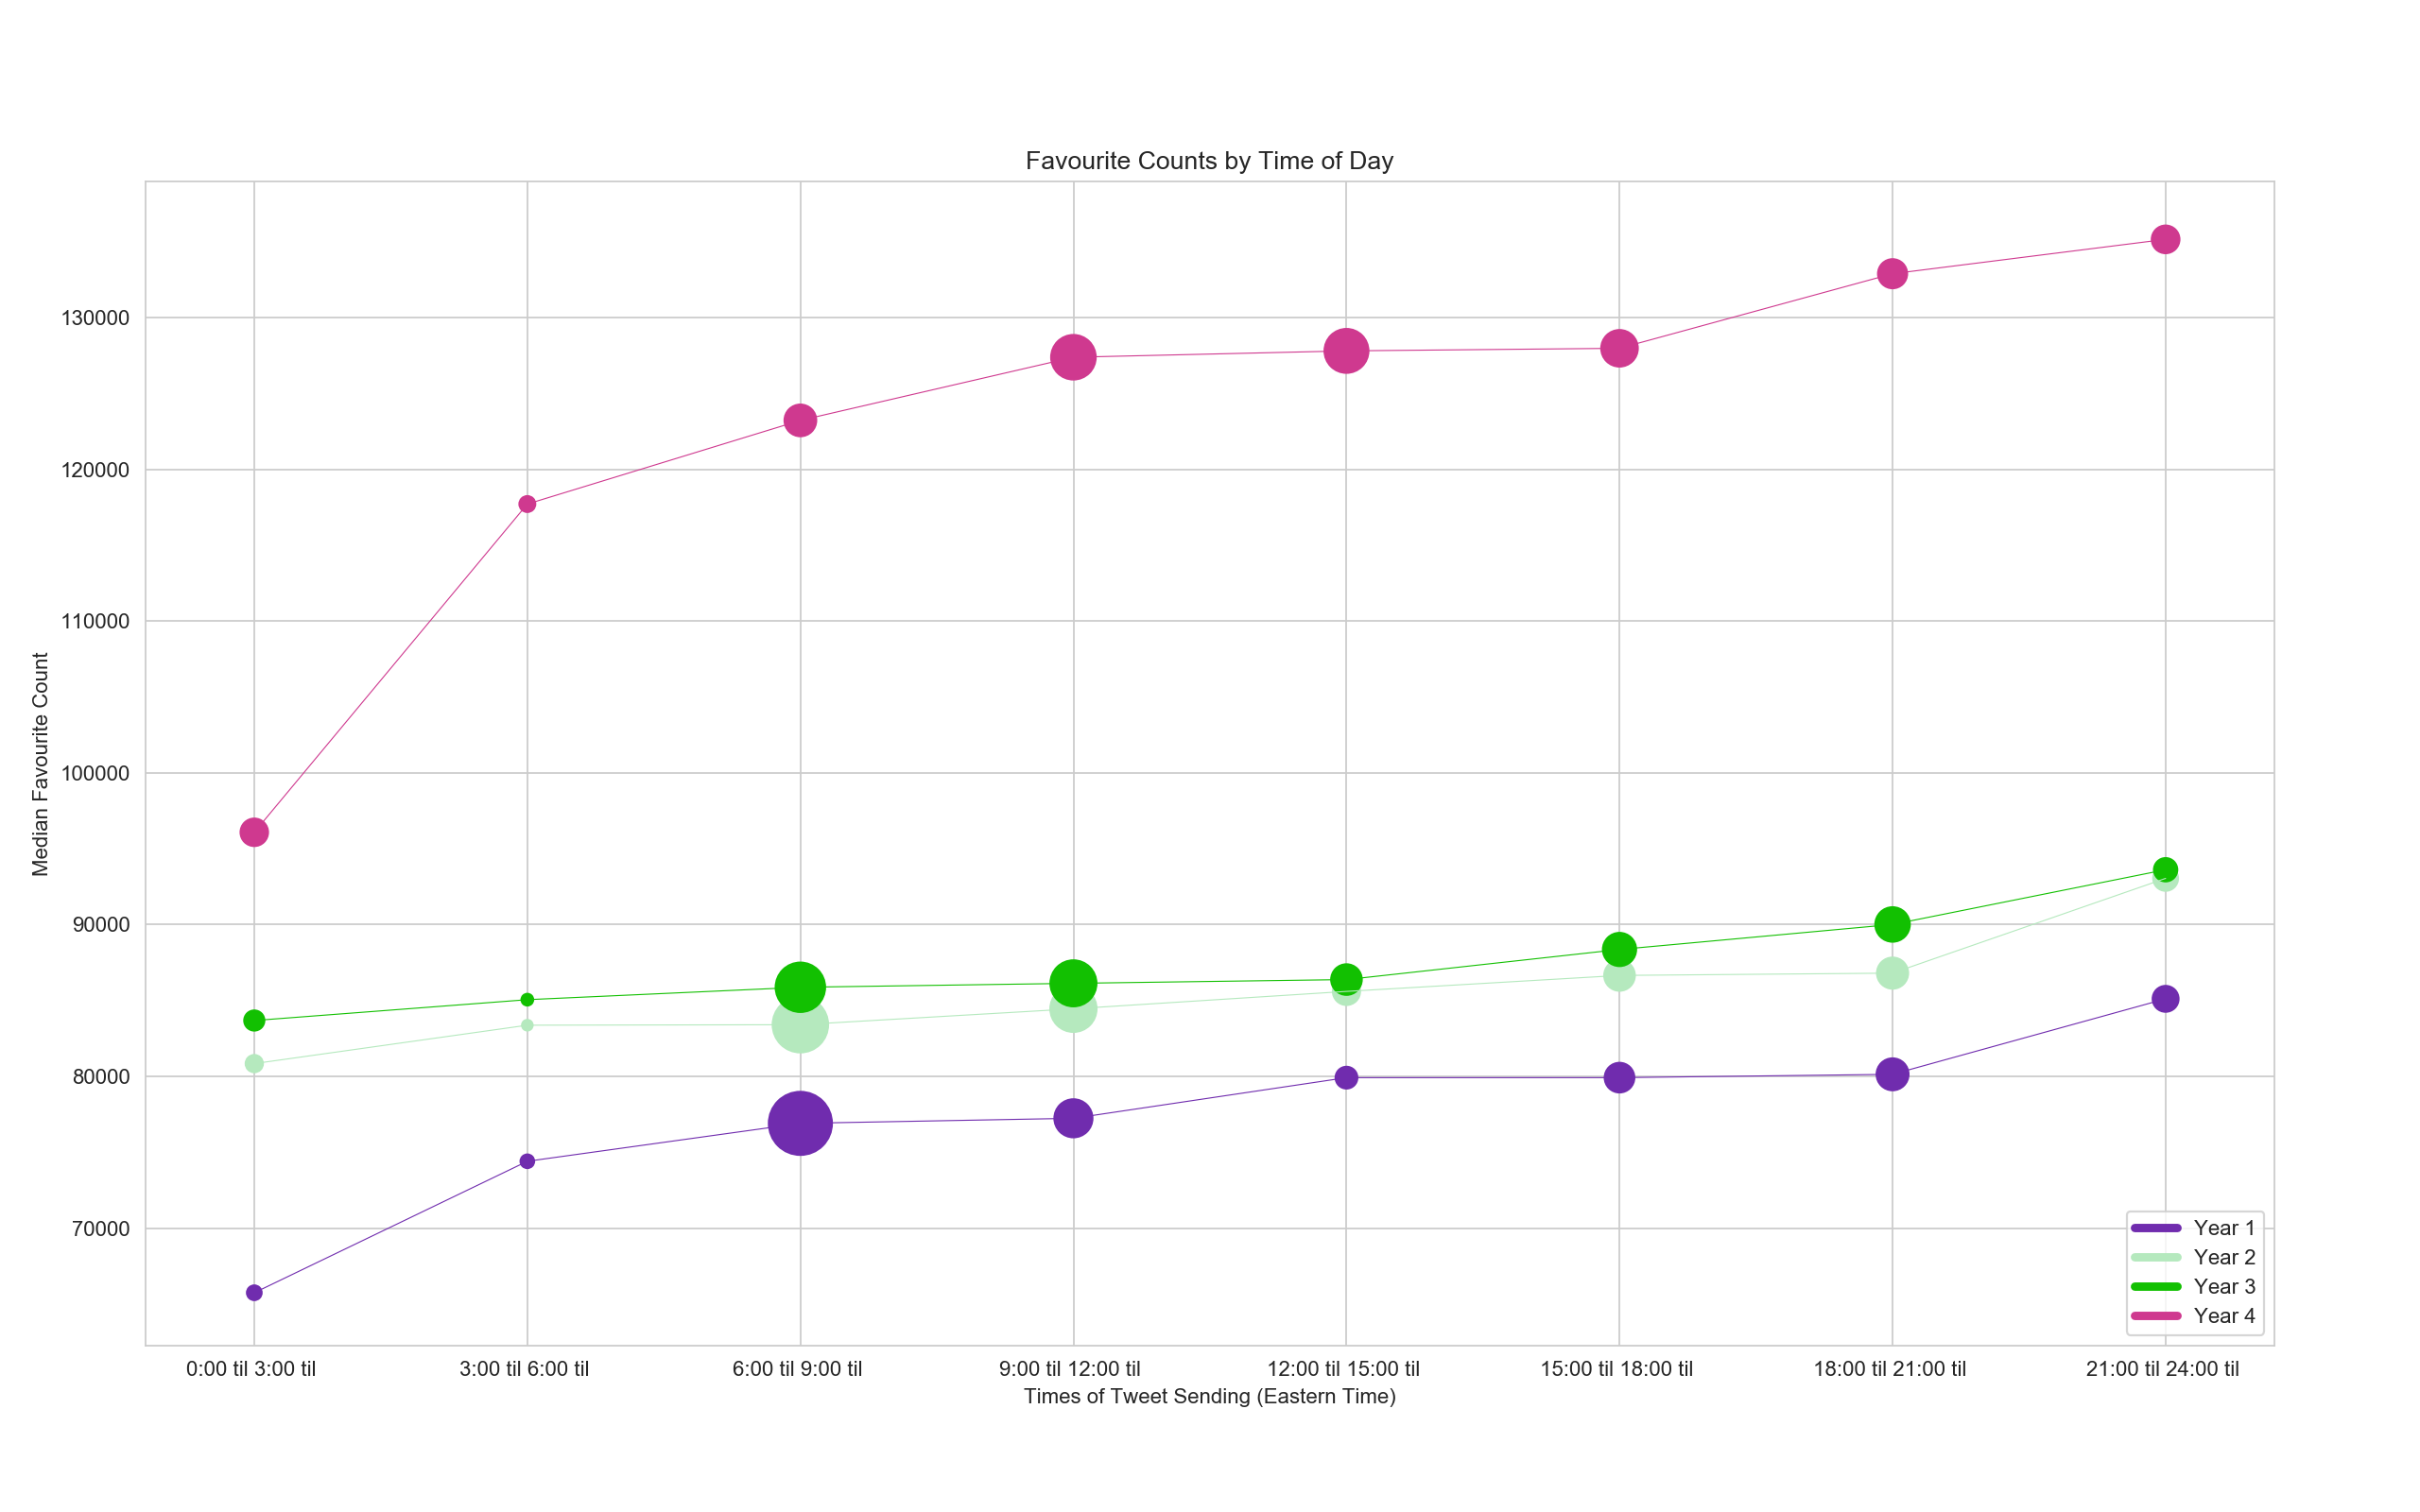 Favourite Counts by Time of Day
Median Favourite Count
130000
120000
110000
100000
90000
80000
70000
Year 1
Year 2
Year 3
Year 4
0:00 til 3:00 til 3:00 til 6:00 til 6:00 til 9:00 til 9:00 til 12:00 til 12:00 til 15:00 til 15:00 til 18:00 til 18:00 til 21:00 til 21:00 til 24:00 til
Times of Tweet Sending (Eastern Time)